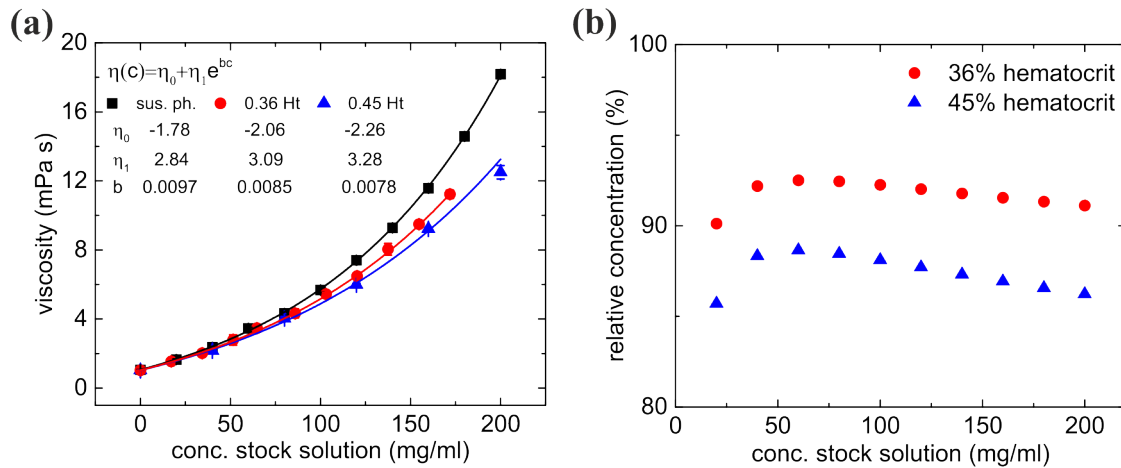 (a)
20
16
12
8
4
0
viscosity (mPa s)
η(c)=η₀+η₁e^bc
sus. ph. 0.36 Ht 0.45 Ht
η₀ -1.78 -2.06 -2.26
η₁ 2.84 3.09 3.28
b 0.0097 0.0085 0.0078
0 50 100 150 200
conc. stock solution (mg/ml)
(b)
100
95
90
85
80
relative concentration (%)
36% hematocrit
45% hematocrit
0 50 100 150 200
conc. stock solution (mg/ml)